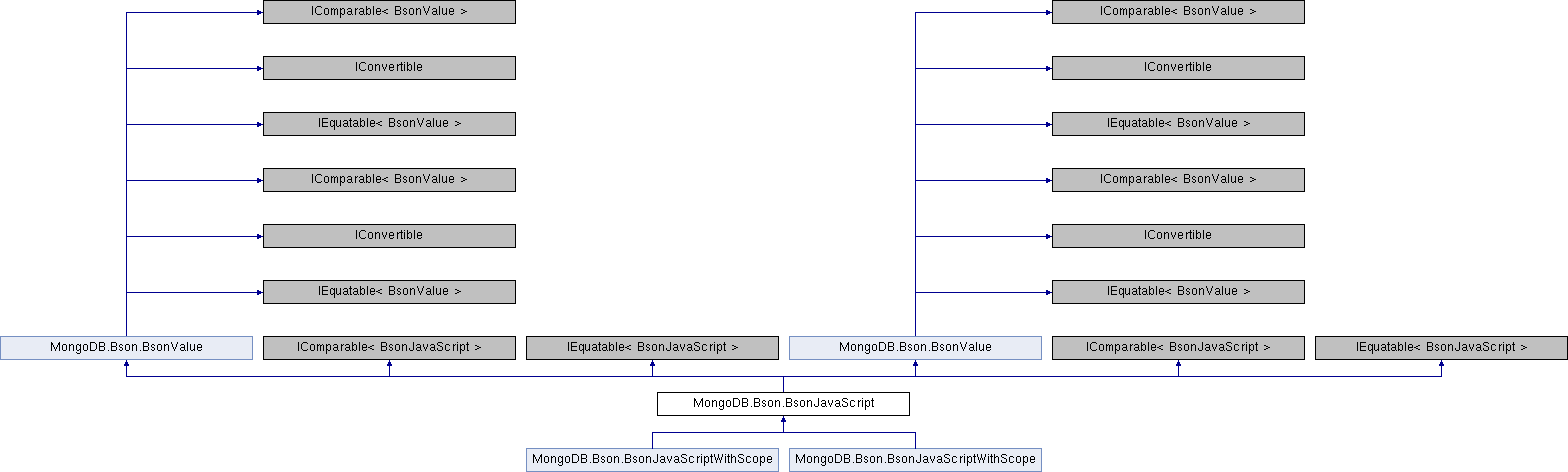 IComparable< BsonValue >
IComparable< BsonValue >
IConvertible
IConvertible
IEquatable< BsonValue >
IEquatable< BsonValue >
IComparable< BsonValue >
IComparable< BsonValue >
IConvertible
IConvertible
IEquatable< BsonValue >
IEquatable< BsonValue >
MongoDB.Bson.BsonValue
IComparable< BsonJavaScript >
IEquatable< BsonJavaScript >
MongoDB.Bson.BsonValue
IComparable< BsonJavaScript >
IEquatable< BsonJavaScript >
MongoDB.Bson.BsonJavaScript
MongoDB.Bson.BsonJavaScriptWithScope
MongoDB.Bson.BsonJavaScriptWithScope